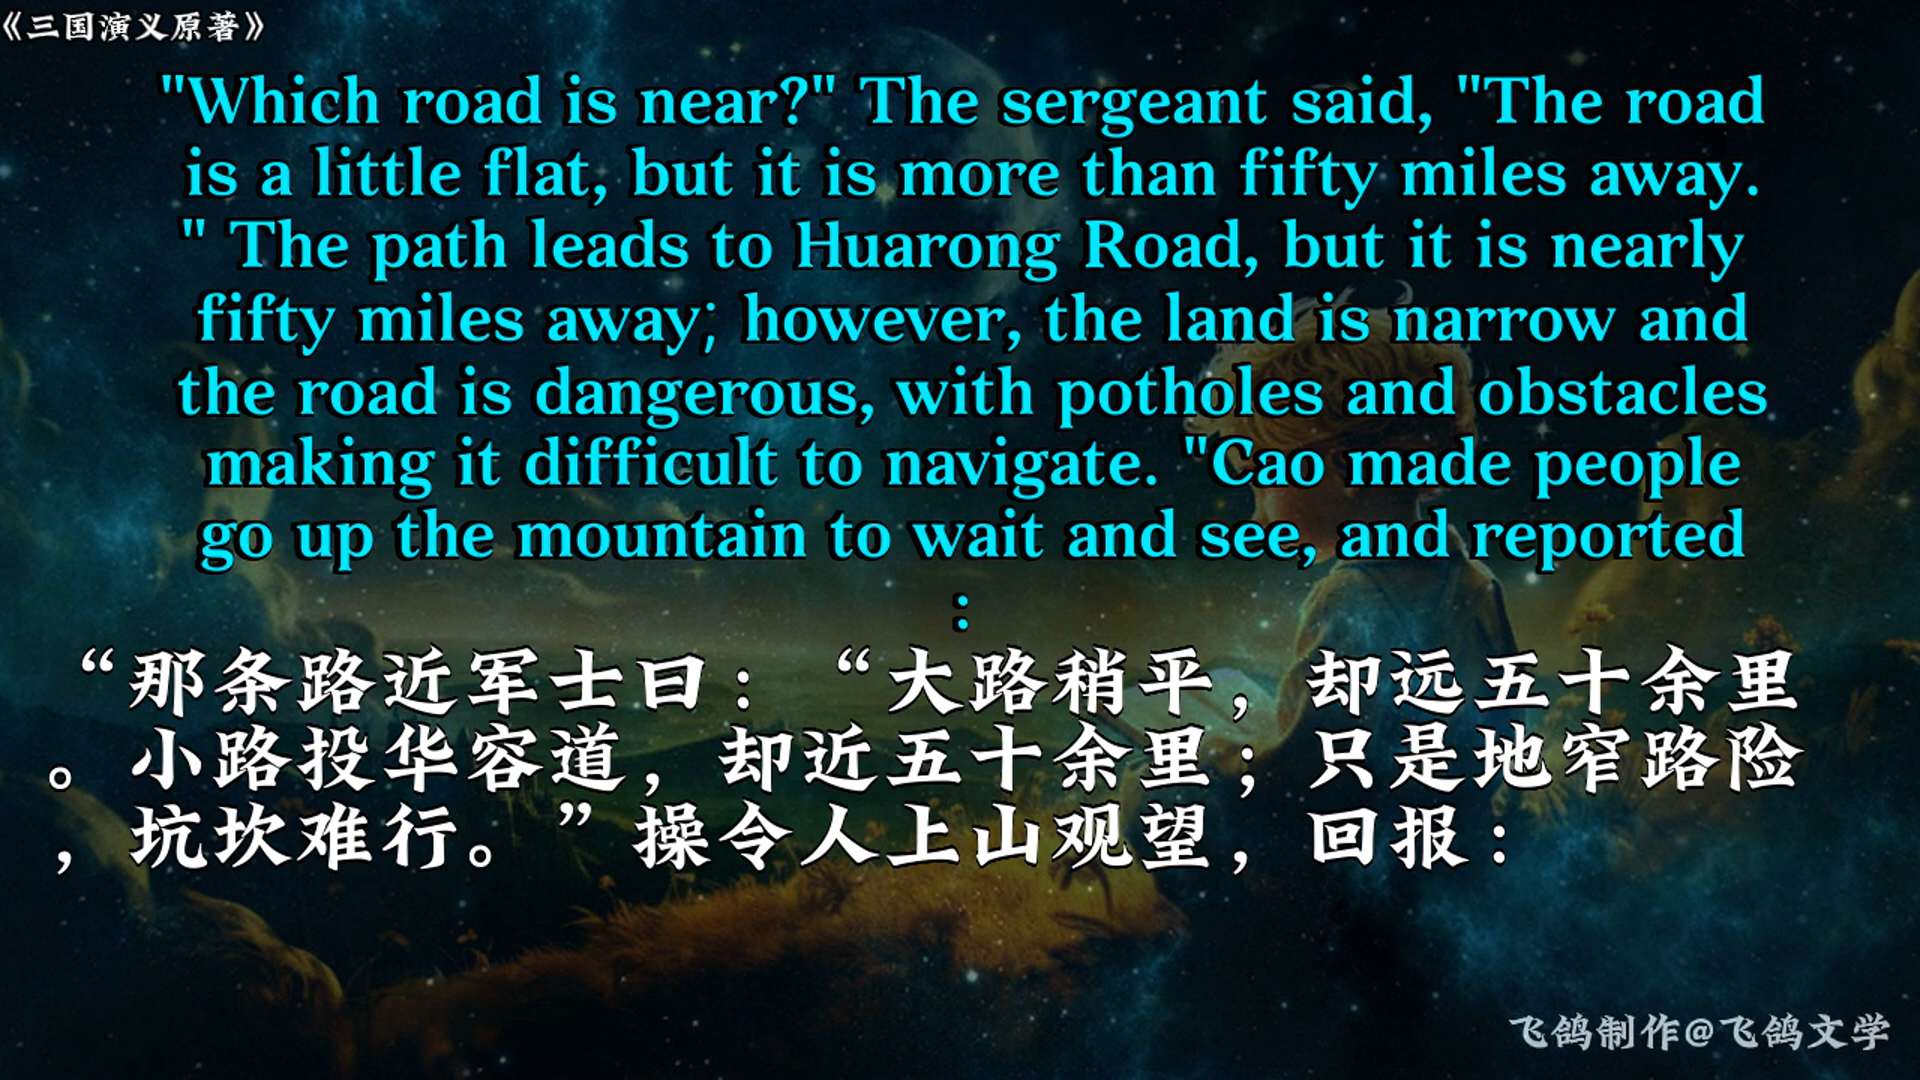 《三国演义原著》
"Which road is near?" The sergeant said, "The road
is a little flat, but it is more than fifty miles away.
" The path leads to Huarong Road, but it is nearly
fifty miles away; however, the land is narrow and
the road is dangerous, with potholes and obstacles
making it difficult to navigate. "Cao made people
go up the mountain to wait and see, and reported
:
“那条路近军士曰：“大路稍平，却远五十余里
。小路投华容道，却近五十余里；只是地窄路险
，坑坎难行。”操令人上山观望，回报：
飞鸽制作@飞鸽文学